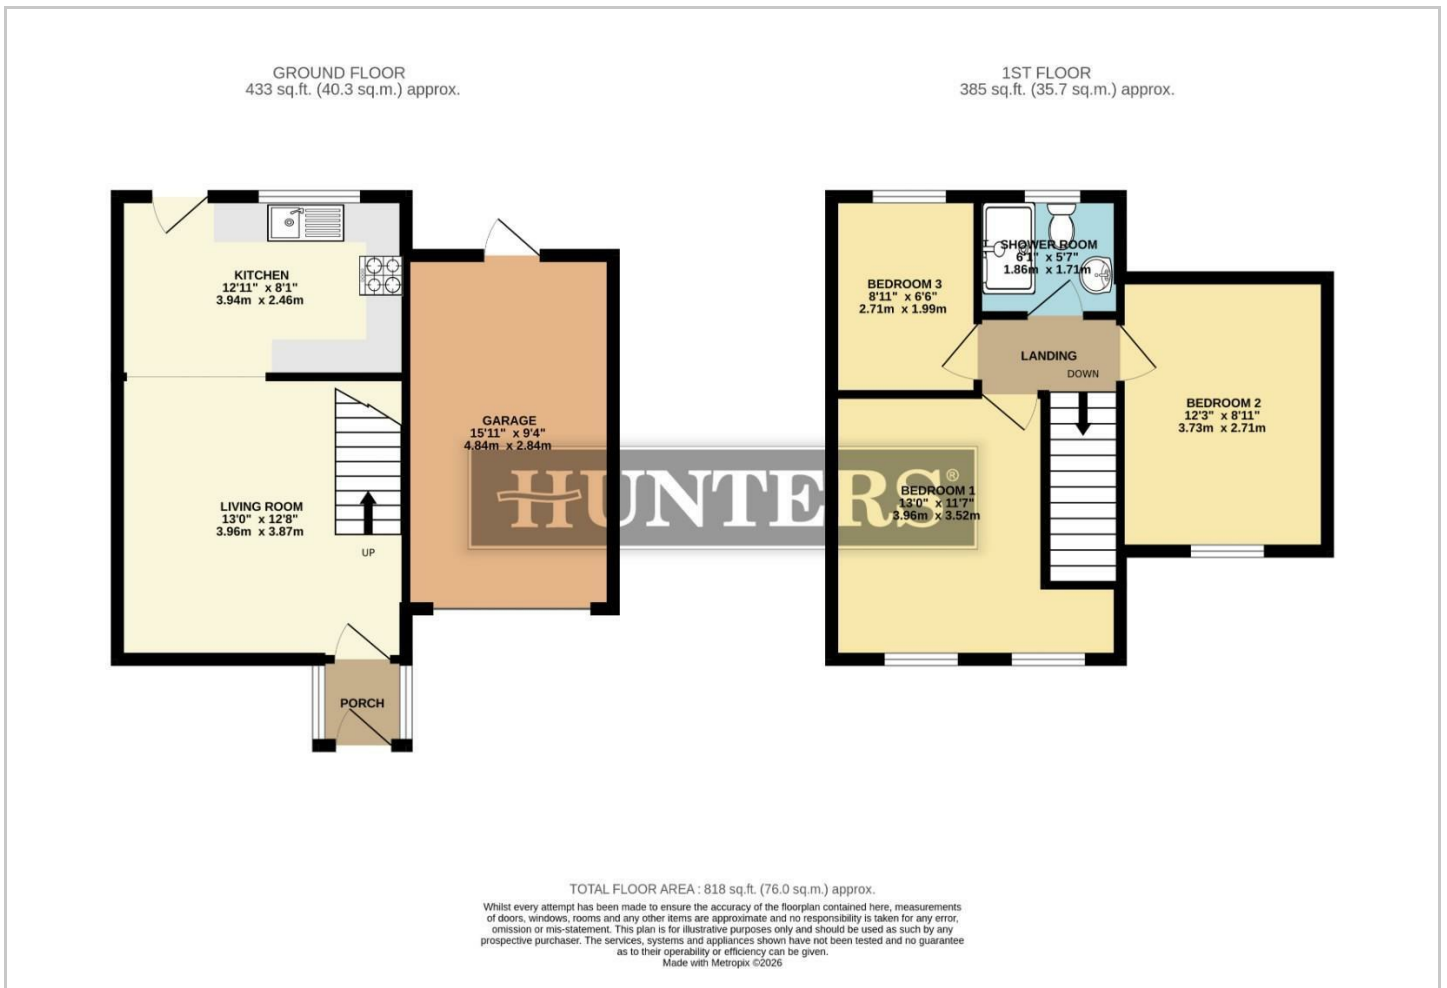 GROUND FLOOR
433 sq.ft. (40.3 sq.m.) approx.
1ST FLOOR
385 sq.ft. (35.7 sq.m.) approx.
KITCHEN
12'11" x 8'1"
3.94m x 2.46m
GARAGE
15'11" x 9'4"
4.84m x 2.84m
LIVING ROOM
13'0" x 12'8"
3.96m x 3.87m
UP
PORCH
SHOWER ROOM
6'1" x 5'7"
1.86m x 1.71m
BEDROOM 3
8'11" x 6'6"
2.71m x 1.99m
LANDING
DOWN
BEDROOM 2
12'3" x 8'11"
3.73m x 2.71m
BEDROOM 1
13'0" x 11'7"
3.96m x 3.52m
HUNTERS®
TOTAL FLOOR AREA : 818 sq.ft. (76.0 sq.m.) approx.
Whilst every attempt has been made to ensure the accuracy of the floorplan contained here, measurements
of doors, windows, rooms and any other items are approximate and no responsibility is taken for any error,
omission or mis-statement. This plan is for illustrative purposes only and should be used as such by any
prospective purchaser. The services, systems and appliances shown have not been tested and no guarantee
as to their operability or efficiency can be given.
Made with Metropix ©2026